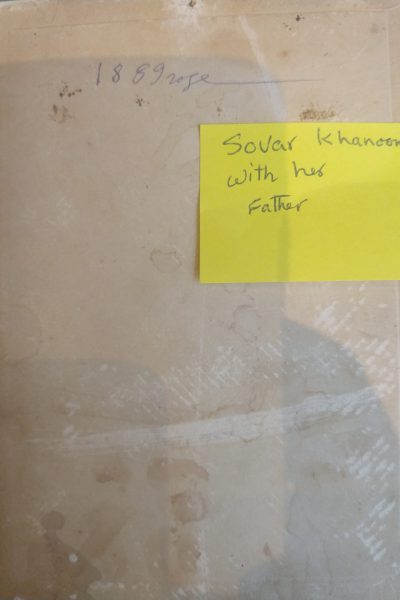 1889
Sovar Khanoom
with her
Father